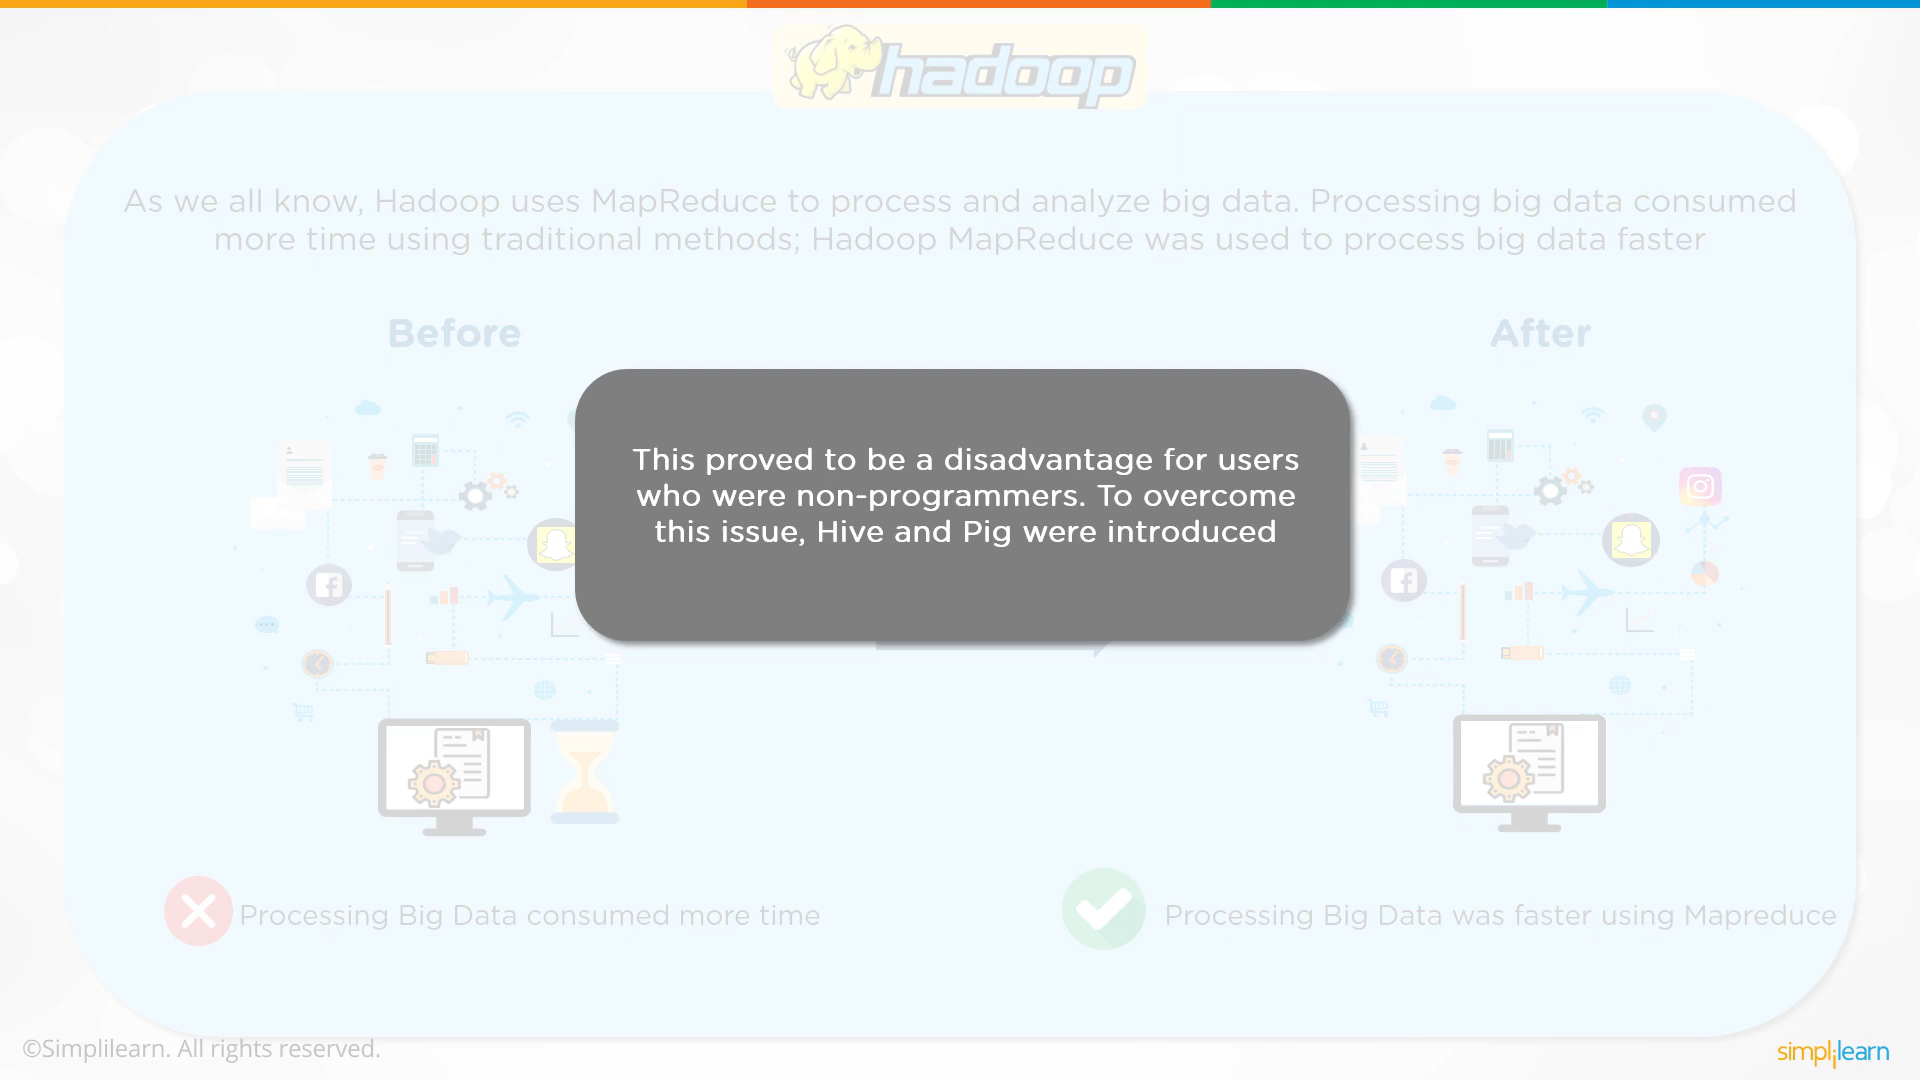 hadoop
As we all know, Hadoop uses MapReduce to process and analyze big data. Processing big data consumed
more time using traditional methods; Hadoop MapReduce was used to process big data faster
Before
After
This proved to be a disadvantage for users
who were non-programmers. To overcome
this issue, Hive and Pig were introduced
Processing Big Data consumed more time
Processing Big Data was faster using Mapreduce
©Simplilearn. All rights reserved.
simplilearn